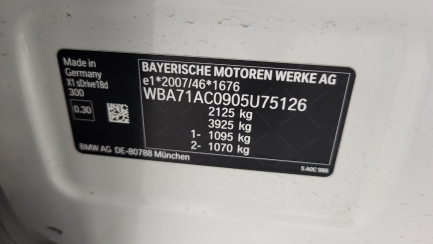 BAYERISCHE MOTOREN WERKE AG
e1*2007/46*1676
WBA71AC0905U75126
2125 kg
3925 kg
1- 1095 kg
2- 1070 kg
Made in
Germany
X1 sDrive18d
300
0.30
BMW AG DE-80788 München